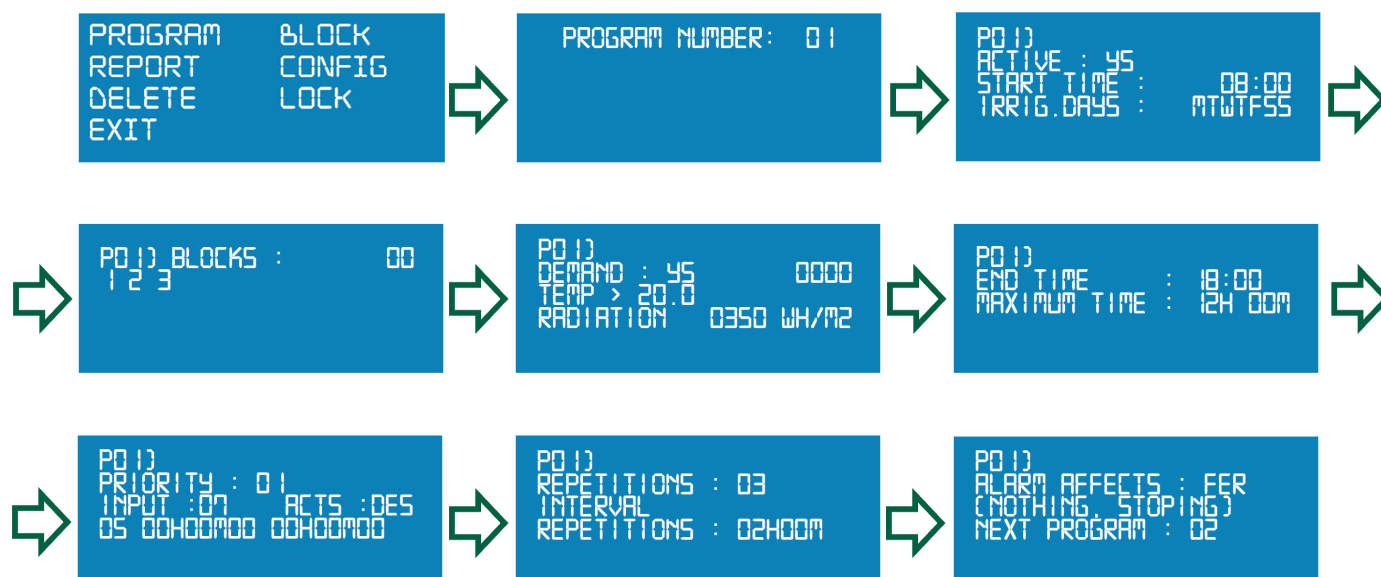 PROGRAM BLOCK
REPORT CONFIG
DELETE LOCK
EXIT
PROGRAM NUMBER: 01
P01)
ACTIVE : YS
START TIME : 08:00
IRRIG.DAYS : MTWTFSS
P01) BLOCKS : 00
1 2 3
P01)
DEMAND : YS 0000
TEMP > 20.0
RADIATION 0350 WH/M2
P01)
END TIME : 18:00
MAXIMUM TIME : 12H 00M
P01)
PRIORITY : 01
INPUT :07 ACTS :DES
05 00H00M00 00H00M00
P01)
REPETITIONS : 03
INTERVAL
REPETITIONS : 02H00M
P01)
ALARM AFFECTS : FER
(NOTHING, STOPING)
NEXT PROGRAM : 02